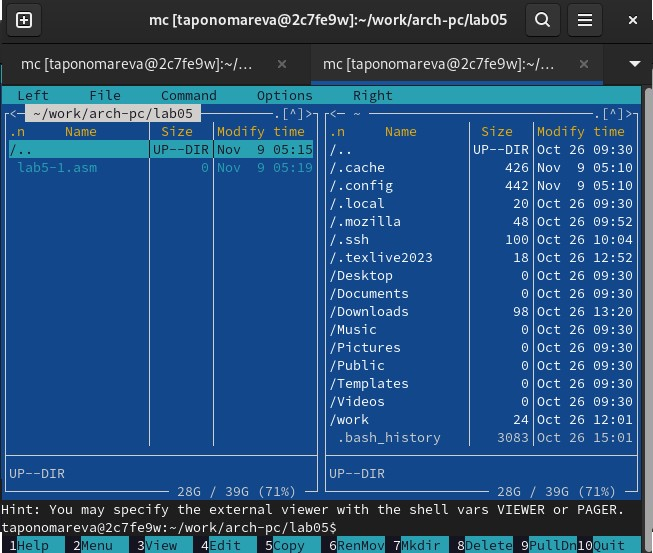 mc [taponomareva@2c7fe9w]:~/work/arch-pc/lab05
mc [taponomareva@2c7fe9w]:~/... mc [taponomareva@2c7fe9w]:~/...
Left File Command Options Right
<─ ~/work/arch-pc/lab05 .[^]>
.n Name Size Modify time
/.. UP--DIR Nov 9 05:15
lab5-1.asm 0 Nov 9 05:19
UP--DIR
28G / 39G (71%)
<─ ~ .[^]>
.n Name Size Modify time
/.. UP--DIR Oct 26 09:30
/.cache 426 Nov 9 05:10
/.config 442 Nov 9 05:10
/.local 20 Oct 26 09:30
/.mozilla 48 Oct 26 09:52
/.ssh 100 Oct 26 10:04
/.texlive2023 18 Oct 26 12:52
/Desktop 0 Oct 26 09:30
/Documents 0 Oct 26 09:30
/Downloads 98 Oct 26 13:20
/Music 0 Oct 26 09:30
/Pictures 0 Oct 26 09:30
/Public 0 Oct 26 09:30
/Templates 0 Oct 26 09:30
/Videos 0 Oct 26 09:30
/work 24 Oct 26 12:01
.bash_history 3083 Oct 26 15:01
UP--DIR
28G / 39G (71%)
Hint: You may specify the external viewer with the shell vars VIEWER or PAGER.
taponomareva@2c7fe9w:~/work/arch-pc/lab05$
1Help 2Menu 3View 4Edit 5Copy 6RenMov 7Mkdir 8Delete 9PullDn 10Quit